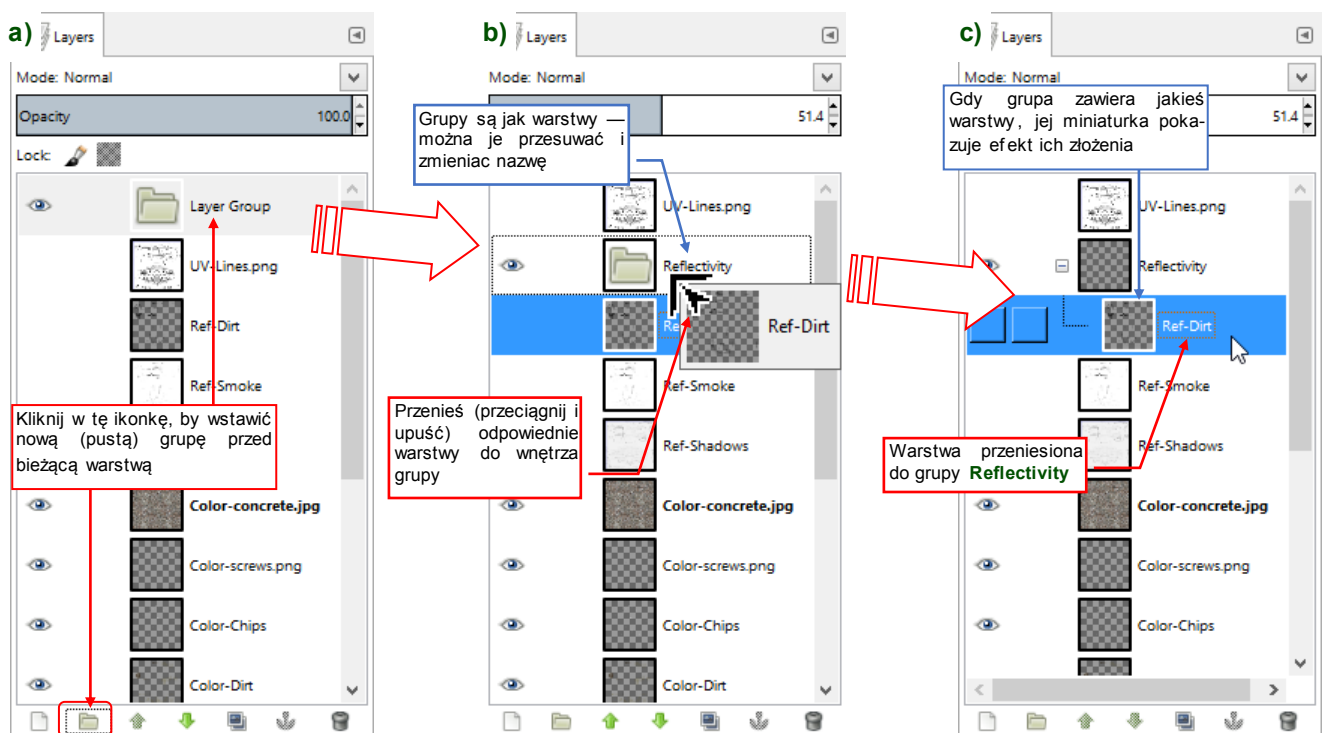 a) Layers
Mode: Normal
Opacity 100.0
Lock:
Layer Group
UV-Lines.png
Ref-Dirt
Ref-Smoke
Kliknij w tę ikonkę, by wstawić
nową (pustą) grupę przed
bieżącą warstwą
Color-concrete.jpg
Color-screws.png
Color-Chips
Color-Dirt
b) Layers
Mode: Normal
51.4
Grupy są jak warstwy —
można je przesuwać i
zmieniac nazwę
UV-Lines.png
Reflectivity
Re
Ref-Dirt
Ref-Smoke
Przenieś (przeciągnij i
upuść) odpowiednie
warstwy do wnętrza
grupy
Ref-Shadows
Color-concrete.jpg
Color-screws.png
Color-Chips
Color-Dirt
c) Layers
Mode: Normal
51.4
Gdy grupa zawiera jakieś
warstwy, jej miniaturka poka-
zuje efekt ich złożenia
UV-Lines.png
Reflectivity
Ref-Dirt
Ref-Smoke
Ref-Shadows
Warstwa przeniesiona
do grupy Reflectivity
Color-concrete.jpg
Color-screws.png
Color-Chips